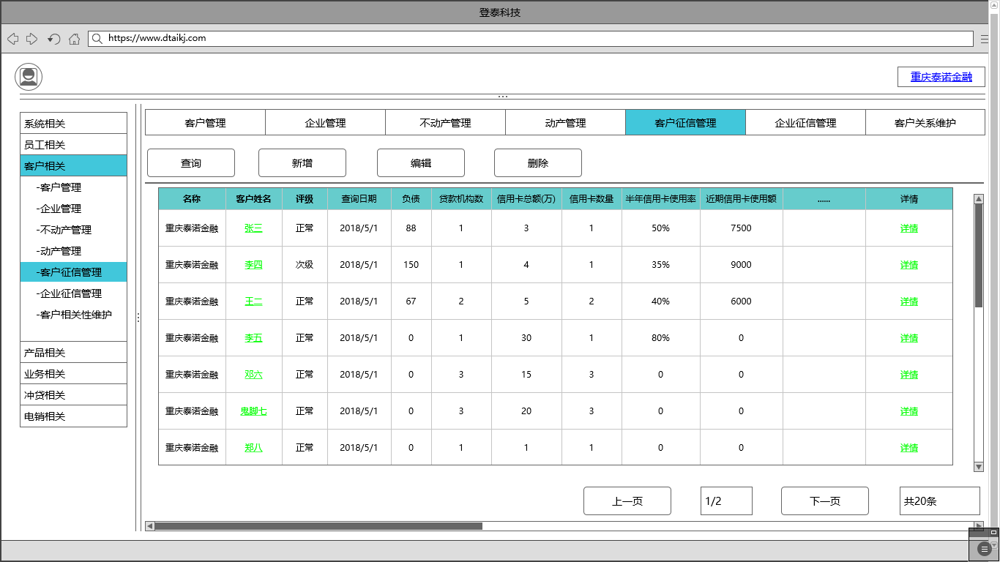 登泰科技
https://www.dtaikj.com
重庆泰诺金融
系统相关
员工相关
客户相关
-客户管理
-企业管理
-不动产管理
-动产管理
-客户征信管理
-企业征信管理
-客户相关性维护
产品相关
业务相关
冲贷相关
电销相关
客户管理 企业管理 不动产管理 动产管理 客户征信管理 企业征信管理 客户关系维护
查询 新增 编辑 删除
名称 客户姓名 评级 查询日期 负债 贷款机构数 信用卡总额(万) 信用卡数量 半年信用卡使用率 近期信用卡使用额 ...... 详情
重庆泰诺金融 张三 正常 2018/5/1 88 1 3 1 50% 7500 详情
重庆泰诺金融 李四 次级 2018/5/1 150 1 4 1 35% 9000 详情
重庆泰诺金融 王二 正常 2018/5/1 67 2 5 2 40% 6000 详情
重庆泰诺金融 李五 正常 2018/5/1 0 1 30 1 80% 0 详情
重庆泰诺金融 邓六 正常 2018/5/1 0 3 15 3 0 0 详情
重庆泰诺金融 鬼脚七 正常 2018/5/1 0 3 20 3 0 0 详情
重庆泰诺金融 郑八 正常 2018/5/1 0 1 1 1 0 0 详情
上一页 1/2 下一页 共20条